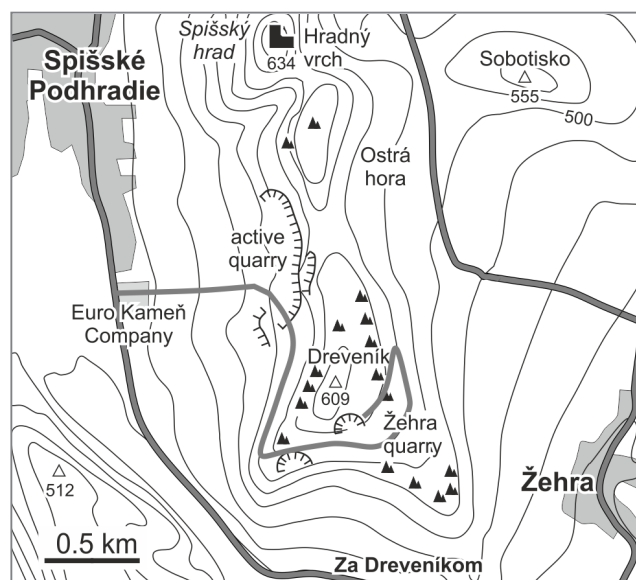 Spišský
hrad
Hradný
vrch
634
Spišské
Podhradie
Sobotisko
555
500
Ostrá
hora
active
quarry
Euro Kameň
Company
Dreveník
609
Žehra
quarry
512
Žehra
0.5 km
Za Dreveníkom